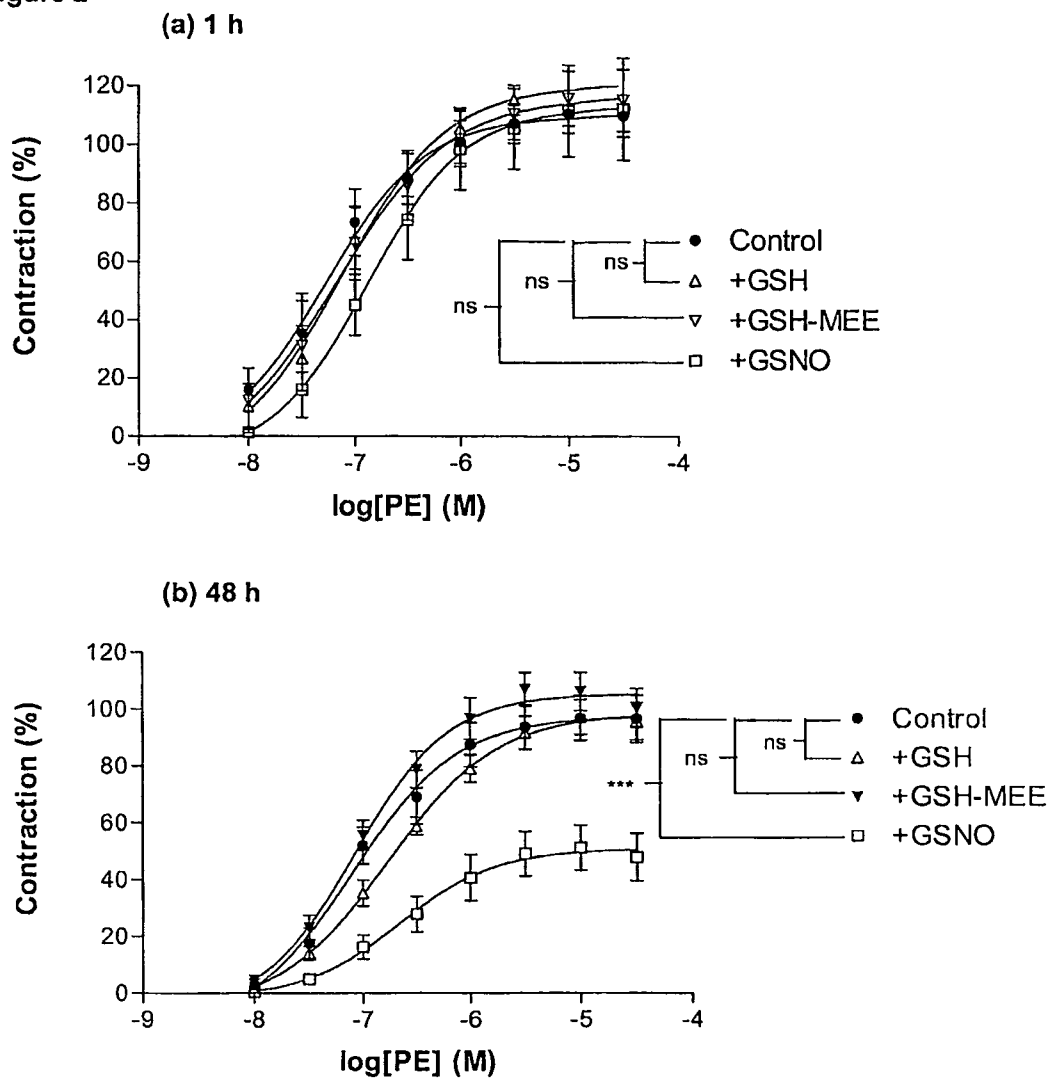 (a) 1 h
120
100
80
60
40
20
0
Contraction (%)
-9 -8 -7 -6 -5 -4
log[PE] (M)
ns
ns
ns
Control
+GSH
+GSH-MEE
+GSNO
(b) 48 h
120
100
80
60
40
20
0
Contraction (%)
-9 -8 -7 -6 -5 -4
log[PE] (M)
***
ns
ns
Control
+GSH
+GSH-MEE
+GSNO